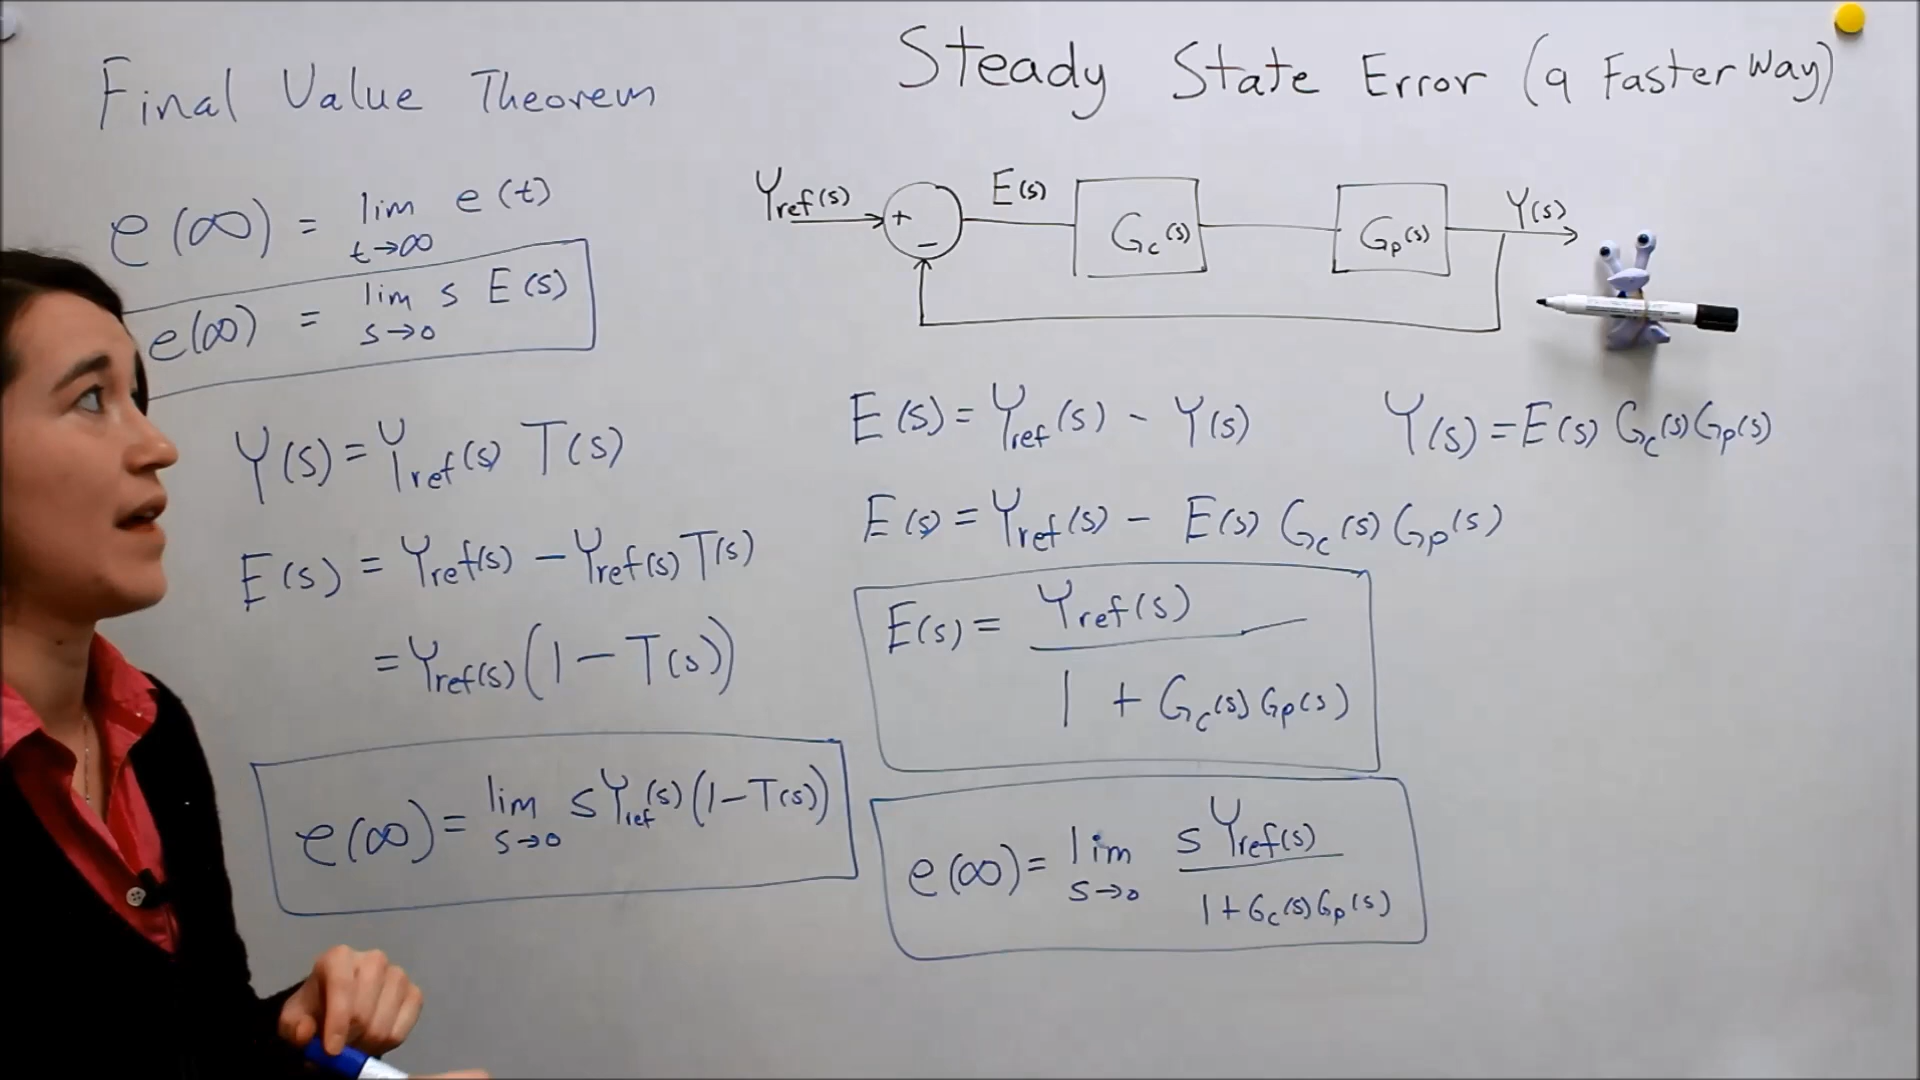 Final Value Theorem
e(∞) = lim t→∞ e(t)
e(∞) = lim s→0 s E(s)
Y(s) = Yref(s) T(s)
E(s) = Yref(s) − Yref(s) T(s)
= Yref(s) (1 − T(s))
e(∞) = lim s→0 s Yref(s) (1 − T(s))
Steady State Error (a Faster Way)
Yref(s)
+
−
E(s)
Gc(s)
Gp(s)
Y(s)
E(s) = Yref(s) − Y(s)
Y(s) = E(s) Gc(s) Gp(s)
E(s) = Yref(s) − E(s) Gc(s) Gp(s)
E(s) = Yref(s)
1 + Gc(s) Gp(s)
e(∞) = lim s→0 s Yref(s)
1 + Gc(s) Gp(s)